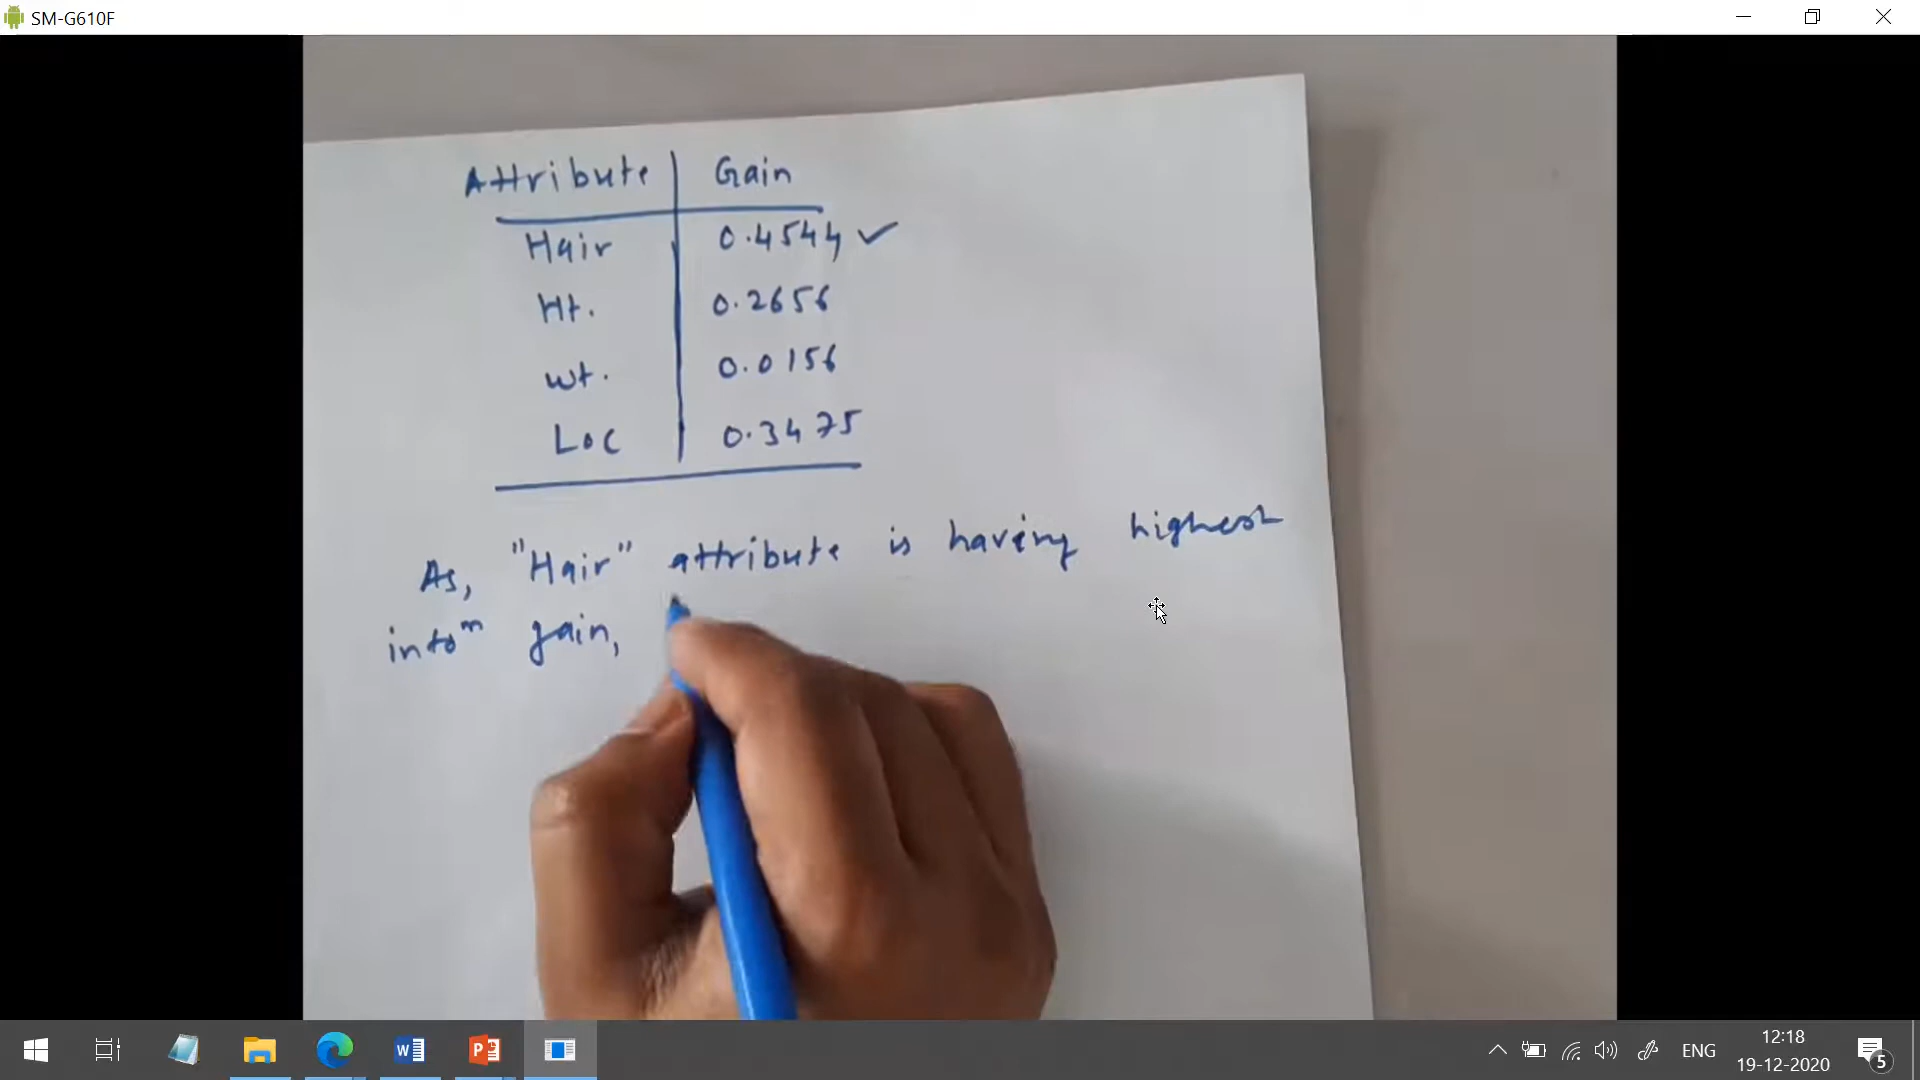 SM-G610F
Attribute | Gain
Hair | 0.4544 ✓
Ht. | 0.2656
Wt. | 0.0156
Loc | 0.3475
As, "Hair" attribute is having highest
infoᵐ gain,
ENG
12:18
19-12-2020
5